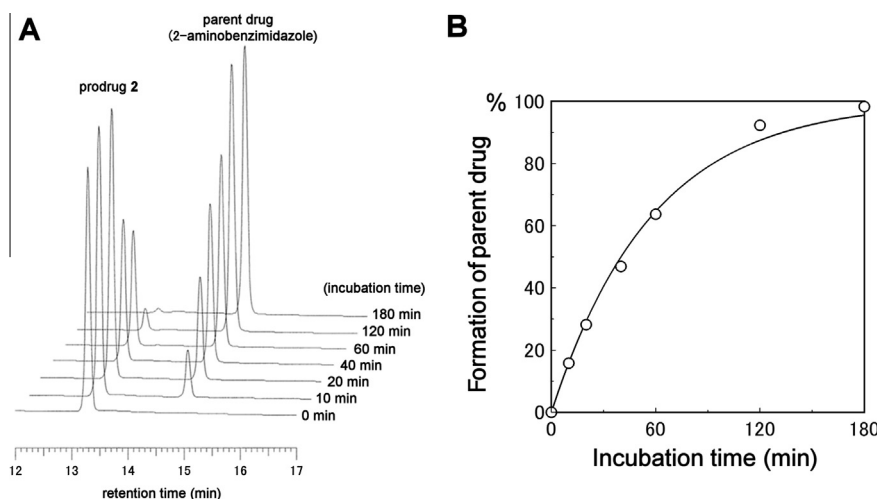 A
parent drug
(2-aminobenzimidazole)
prodrug 2
(incubation time)
180 min
120 min
60 min
40 min
20 min
10 min
0 min
12 13 14 15 16 17
retention time (min)
B
%
100
80
60
40
20
0
Formation of parent drug
0 60 120 180
Incubation time (min)